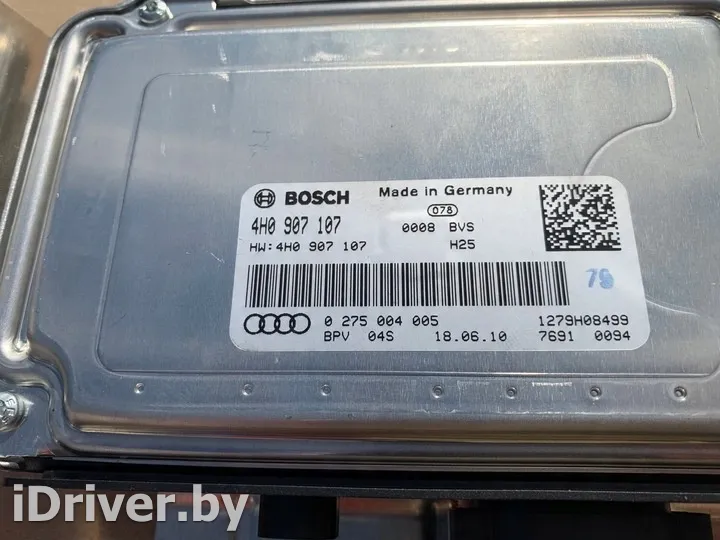 BOSCH Made in Germany
078
4H0 907 107 0008 BVS
HW:4H0 907 107 H25
79
0 275 004 005 1279H08499
BPV 04S 18.06.10 7691 0094
iDriver.by